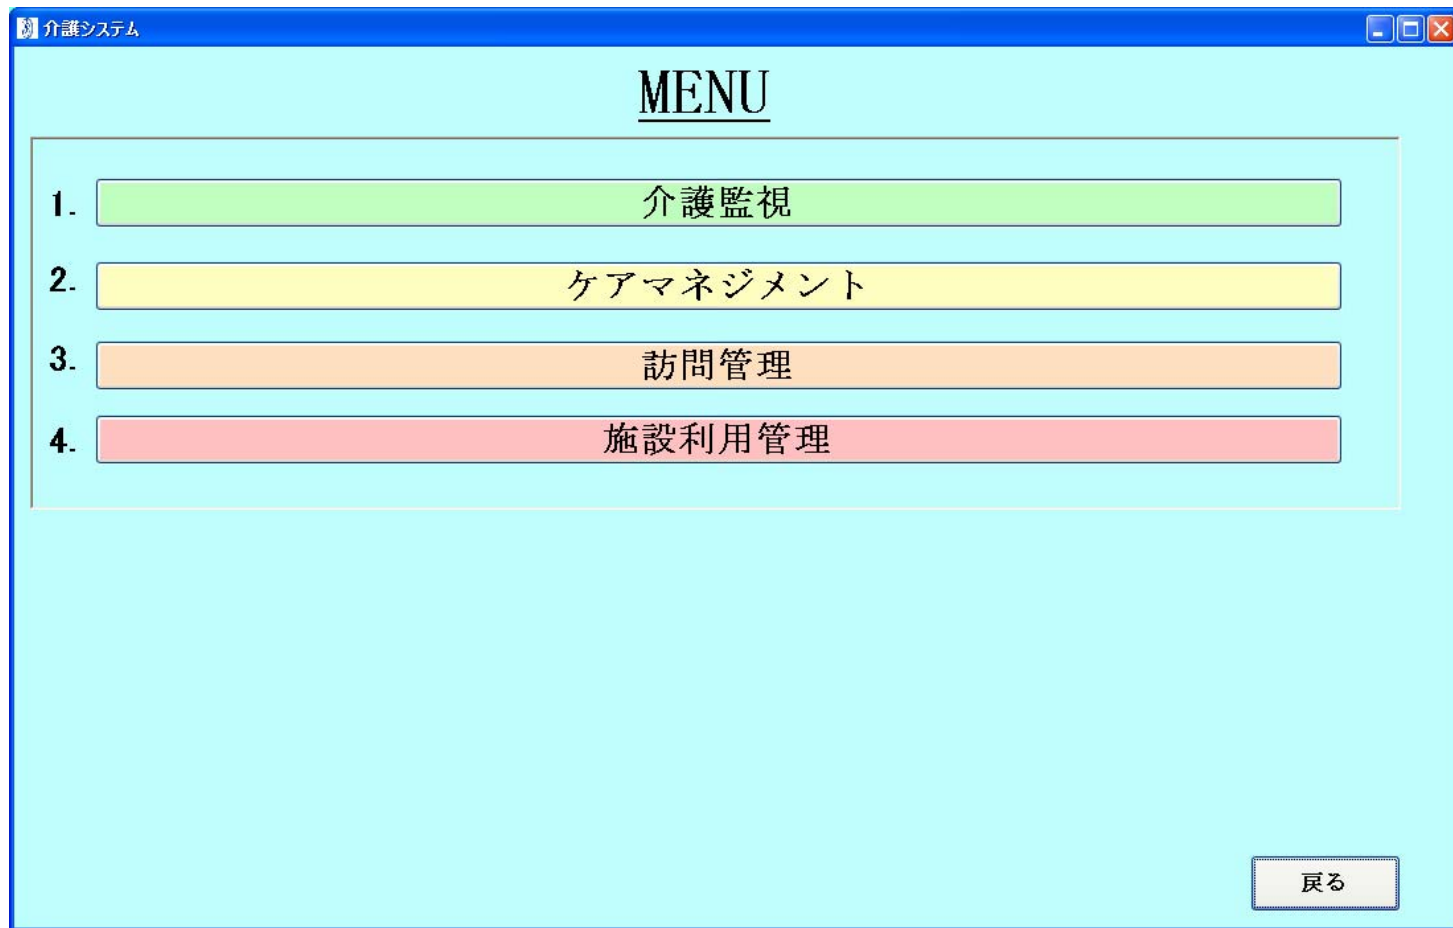 介護システム
MENU
1. 介護監視
2. ケアマネジメント
3. 訪問管理
4. 施設利用管理
戻る